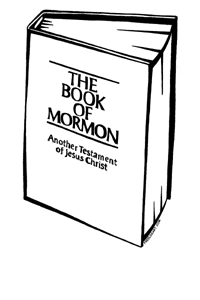 THE
BOOK
OF
MORMON
Another Testament
of Jesus Christ